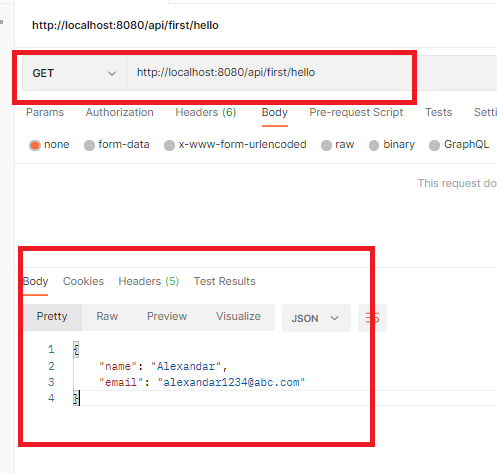 http://localhost:8080/api/first/hello
GET http://localhost:8080/api/first/hello
Params Authorization Headers (6) Body Pre-request Script Tests Setti
none form-data x-www-form-urlencoded raw binary GraphQL
This request do
Body Cookies Headers (5) Test Results
Pretty Raw Preview Visualize JSON
1 {
2 "name": "Alexandar",
3 "email": "alexandar1234@abc.com"
4 }